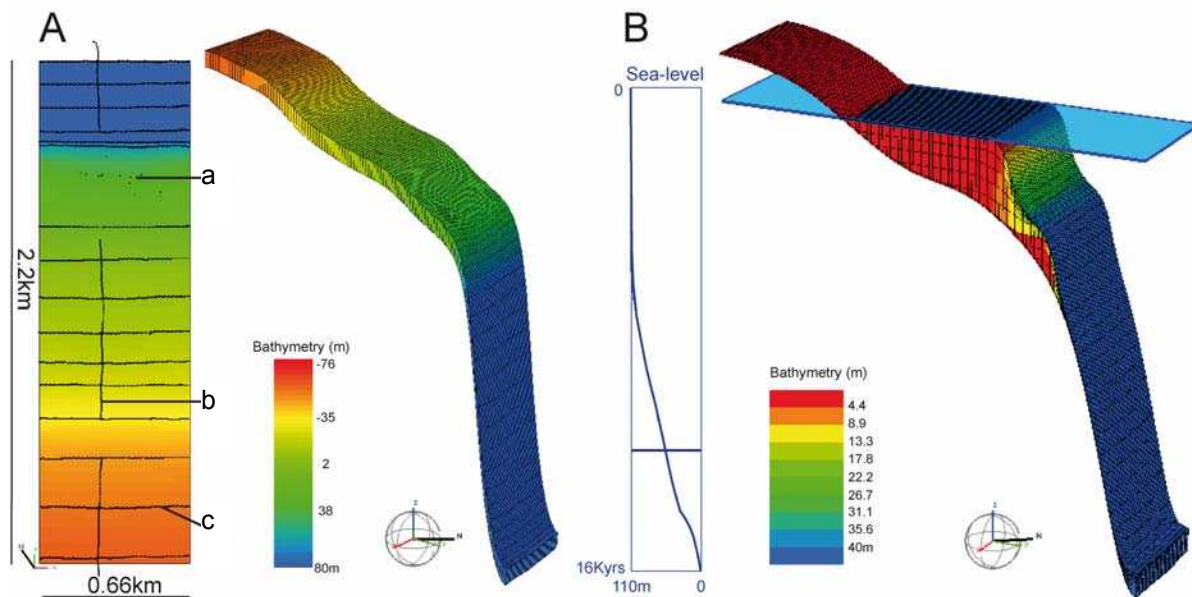 A
B
Sea-level
0
a
b
c
2.2km
0.66km
Bathymetry (m)
-76
-35
2
38
80m
16Kyrs
110m
0
Bathymetry (m)
4.4
8.9
13.3
17.8
22.2
26.7
31.1
35.6
40m